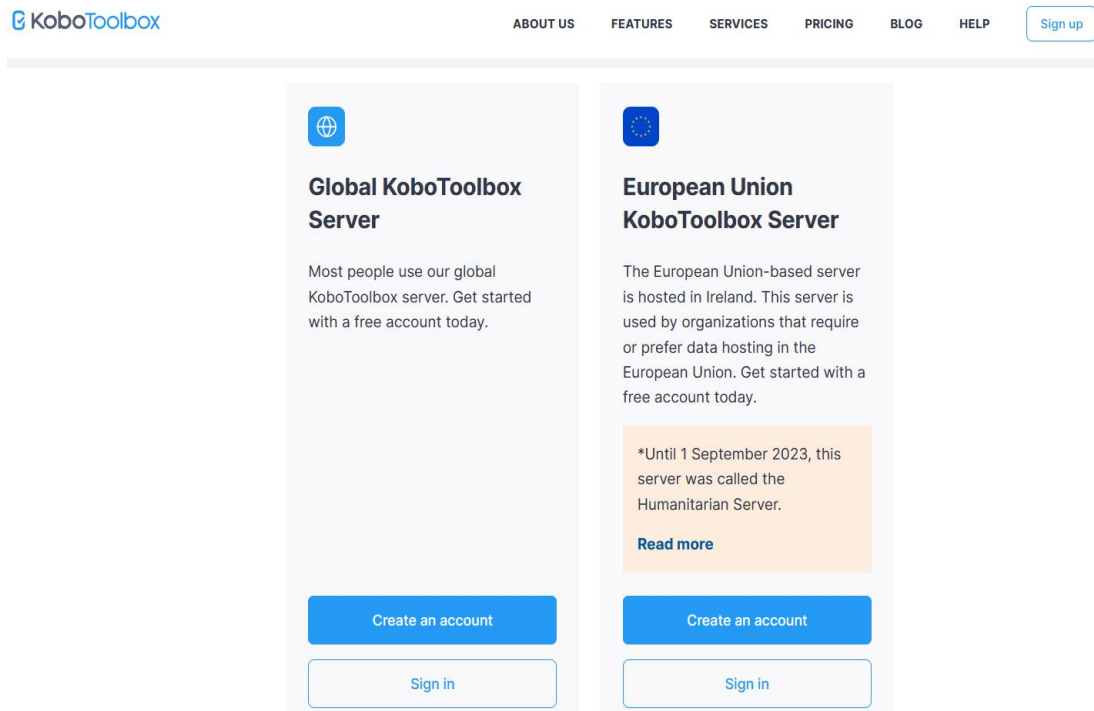 KoboToolbox
ABOUT US FEATURES SERVICES PRICING BLOG HELP Sign up
Global KoboToolbox
Server
Most people use our global
KoboToolbox server. Get started
with a free account today.
Create an account
Sign in
European Union
KoboToolbox Server
The European Union-based server
is hosted in Ireland. This server is
used by organizations that require
or prefer data hosting in the
European Union. Get started with a
free account today.
*Until 1 September 2023, this
server was called the
Humanitarian Server.
Read more
Create an account
Sign in